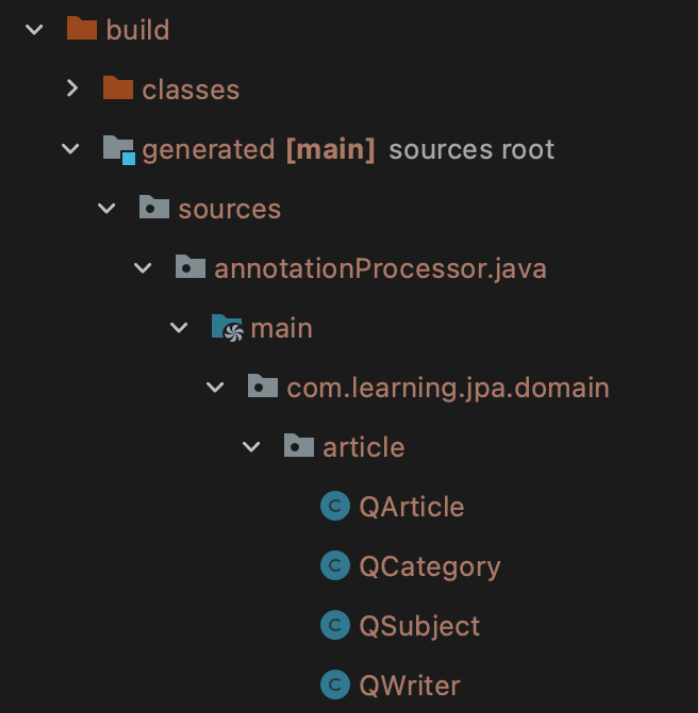 build
classes
generated [main] sources root
sources
annotationProcessor.java
main
com.learning.jpa.domain
article
C QArticle
C QCategory
C QSubject
C QWriter